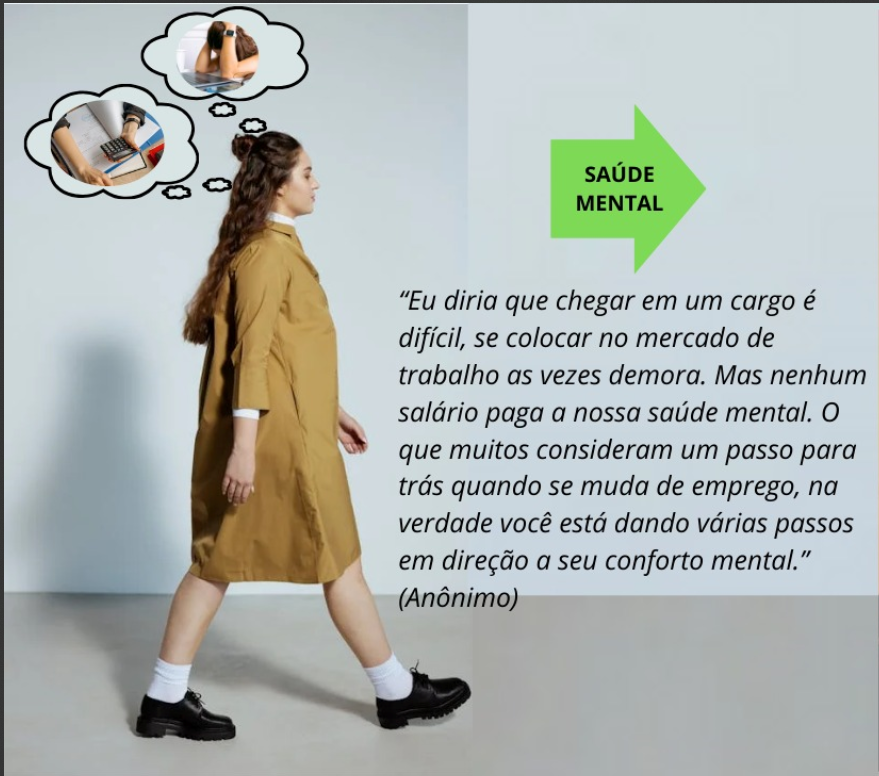 SAÚDE
MENTAL
“Eu diria que chegar em um cargo é
difícil, se colocar no mercado de
trabalho as vezes demora. Mas nenhum
salário paga a nossa saúde mental. O
que muitos consideram um passo para
trás quando se muda de emprego, na
verdade você está dando várias passos
em direção a seu conforto mental.”
(Anônimo)